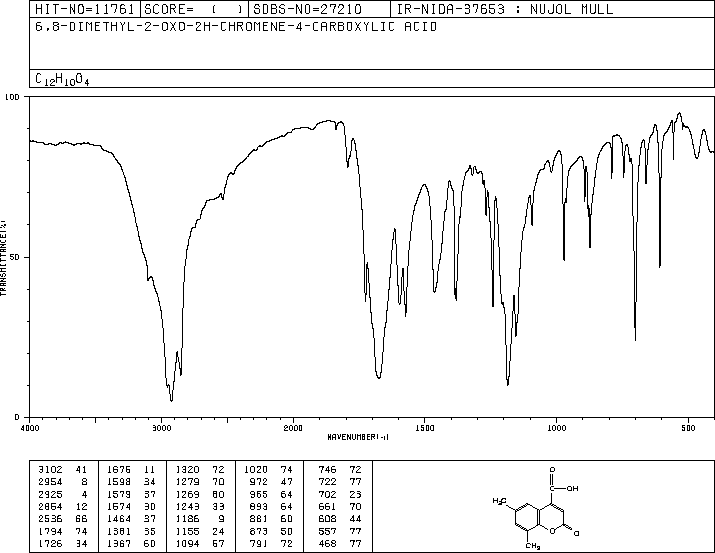 HIT-NO=11761 SCORE= ( ) SDBS-NO=27210 IR-NIDA-37653 : NUJOL MULL
6,8-DIMETHYL-2-OXO-2H-CHROMENE-4-CARBOXYLIC ACID
C12H10O4
100
50
0
TRANSMITTANCE(%)
4000 3000 2000 1500 1000 500
WAVENUMBER(-1)
3102 41 1676 11 1320 72 1020 74 746 72
2954 8 1598 34 1279 70 972 47 722 77
2925 4 1579 37 1269 60 965 64 702 23
2854 12 1574 30 1243 33 893 64 661 70
2536 66 1464 37 1186 9 881 60 608 44
1794 74 1381 35 1155 24 873 50 557 77
1726 34 1367 60 1094 57 791 72 468 77
O
C OH
H3C
O O
CH3